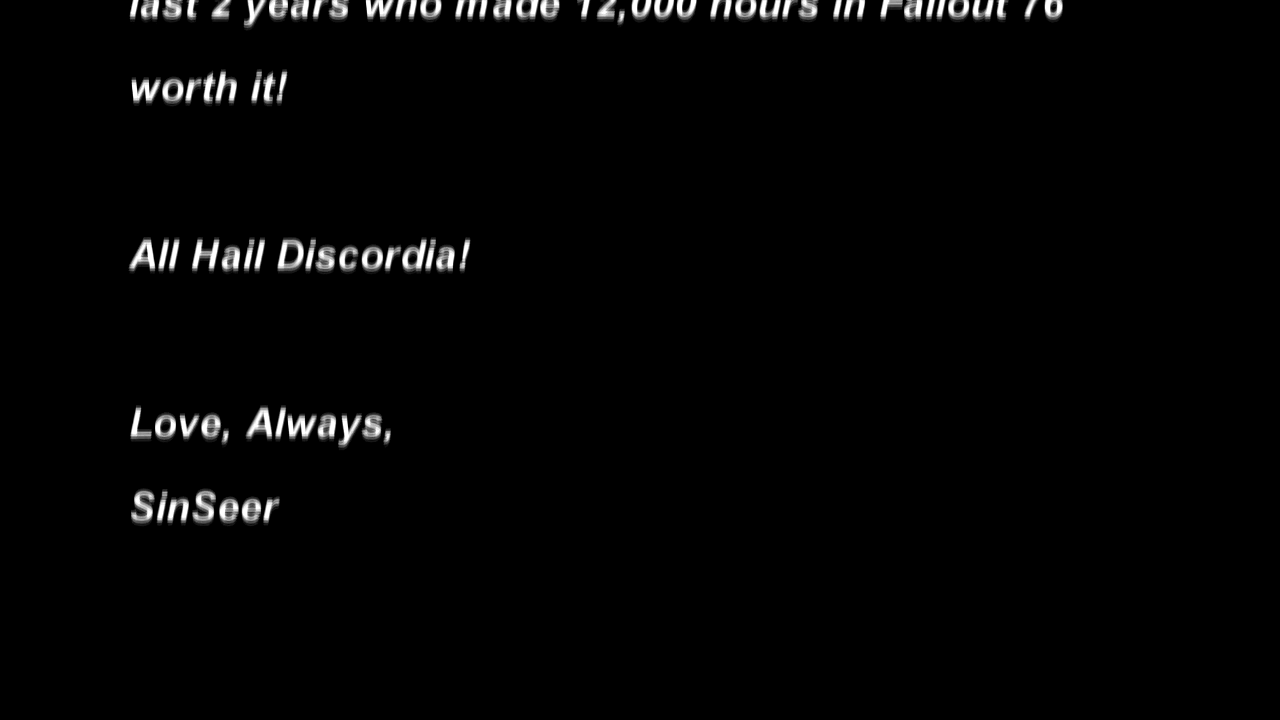 last 2 years who made 12,000 hours in Fallout 76
worth it!
All Hail Discordia!
Love, Always,
SinSeer